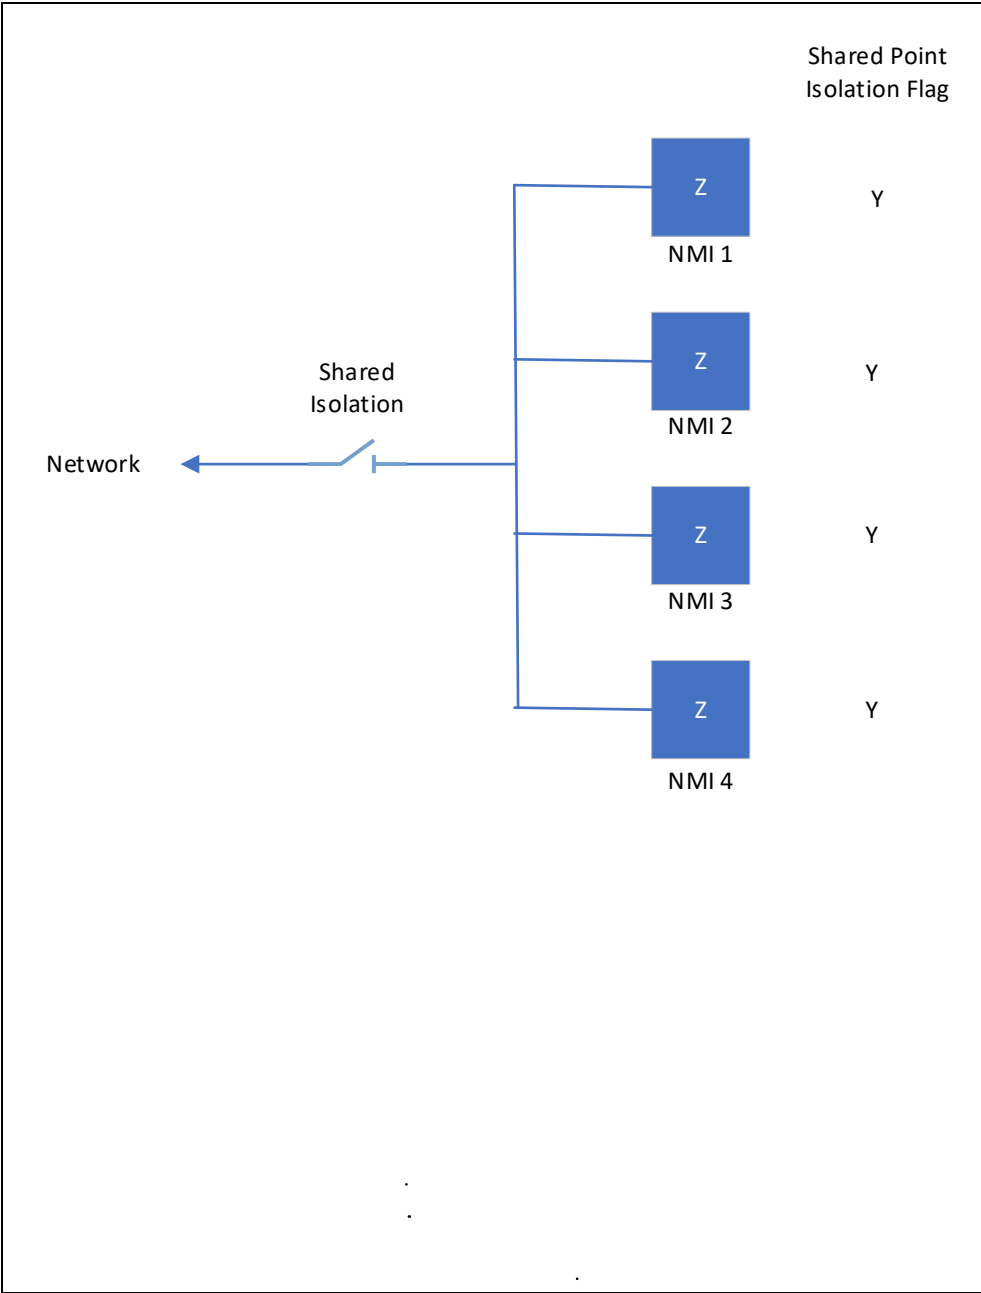 Shared Point
Isolation Flag
Z
Y
NMI 1
Z
Y
NMI 2
Shared
Isolation
Network
Z
Y
NMI 3
Z
Y
NMI 4